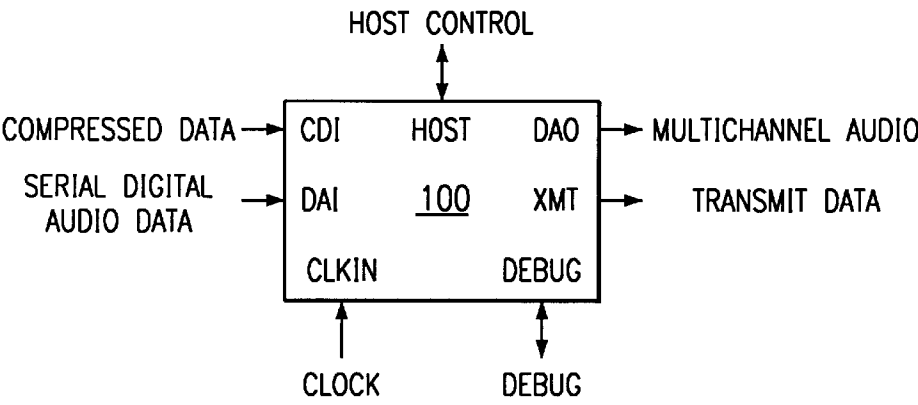 HOST CONTROL
COMPRESSED DATA
CDI
HOST
DAO
MULTICHANNEL AUDIO
SERIAL DIGITAL
AUDIO DATA
DAI
100
XMT
TRANSMIT DATA
CLKIN
DEBUG
CLOCK
DEBUG